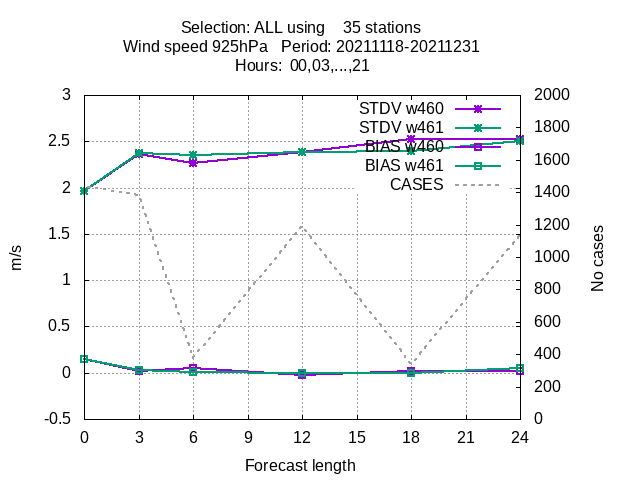 Selection: ALL using    35 stations
Wind speed 925hPa   Period: 20211118-20211231
Hours: 00,03,...,21
3
2.5
2
1.5
1
0.5
0
-0.5
m/s
STDV w460
STDV w461
BIAS w460
BIAS w461
CASES
2000
1800
1600
1400
1200
1000
800
600
400
200
0
No cases
0 3 6 9 12 15 18 21 24
Forecast length